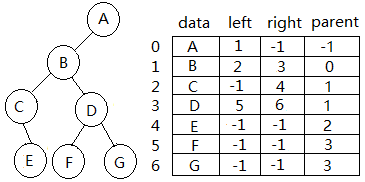 data left right parent
A
0 A 1 -1 -1
B
1 B 2 3 0
2 C -1 4 1
C
D
3 D 5 6 1
4 E -1 -1 2
E
F
G
5 F -1 -1 3
6 G -1 -1 3